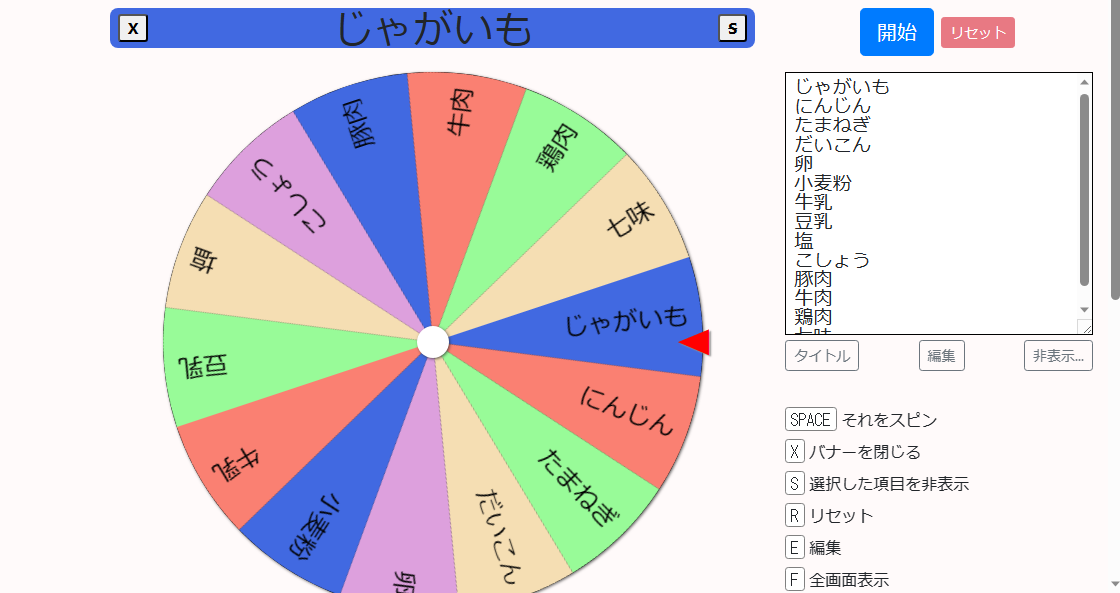 X
じゃがいも
S
開始
リセット
じゃがいも
にんじん
たまねぎ
だいこん
卵
小麦粉
牛乳
豆乳
塩
こしょう
豚肉
牛肉
鶏肉
七味
タイトル
編集
非表示...
SPACE それをスピン
X バナーを閉じる
S 選択した項目を非表示
R リセット
E 編集
F 全画面表示
じゃがいも
にんじん
たまねぎ
だいこん
卵
小麦粉
牛乳
豆乳
塩
こしょう
豚肉
牛肉
鶏肉
七味